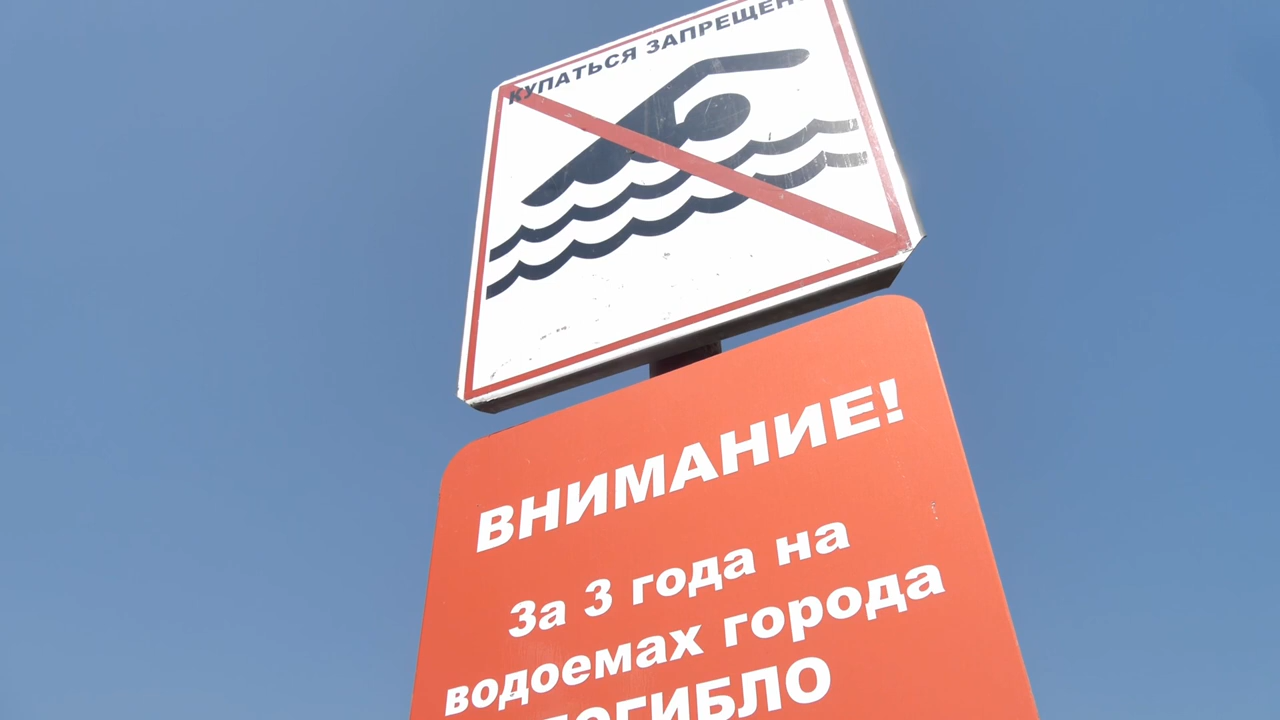 КУПАТЬСЯ ЗАПРЕЩЕН
ВНИМАНИЕ!
За 3 года на
водоемах города
ПОГИБЛО